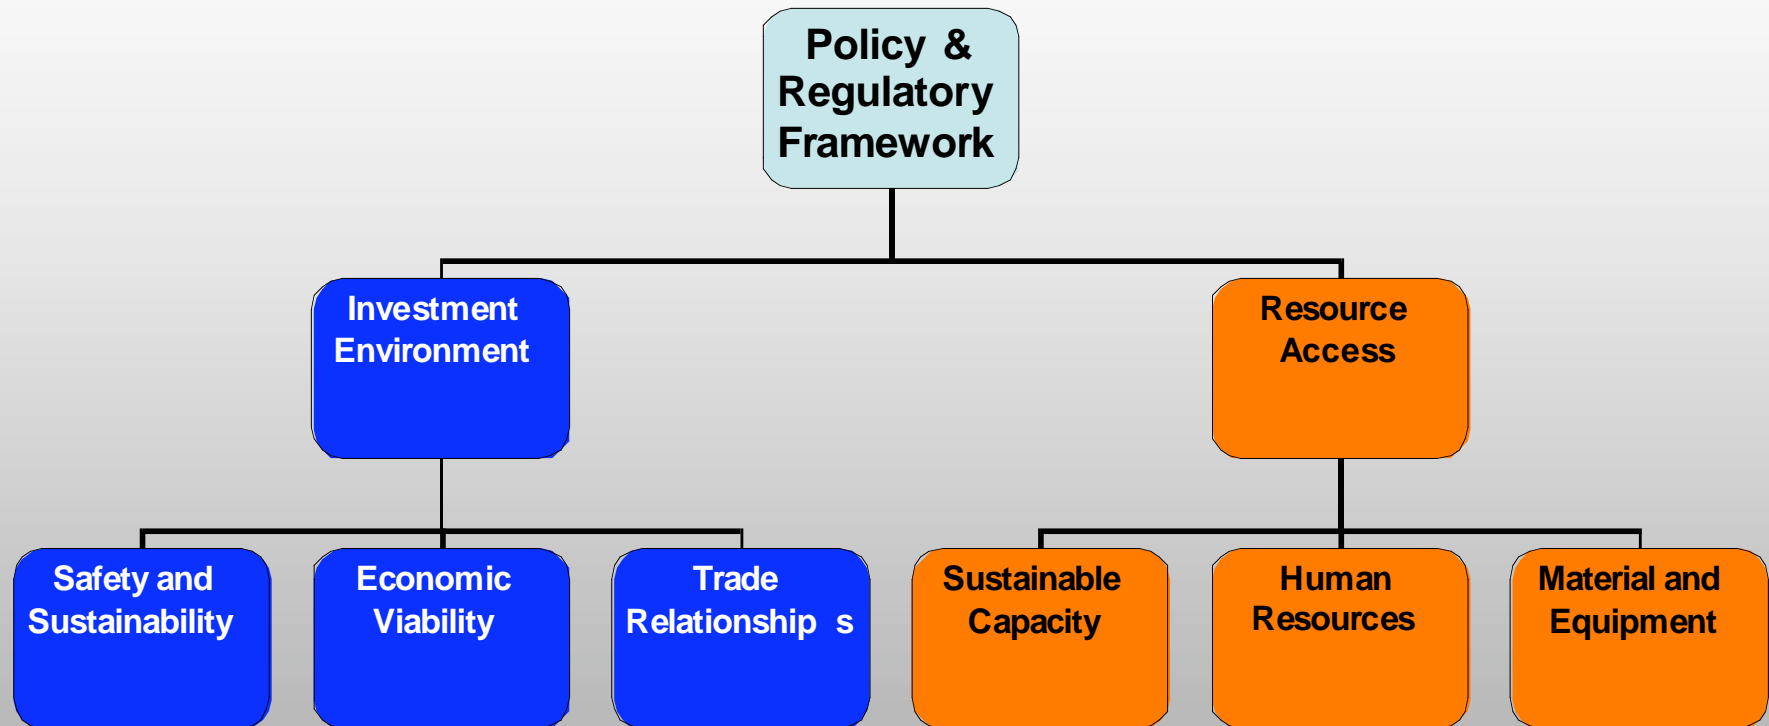 Policy &
Regulatory
Framework
Investment
Environment
Resource
Access
Safety and
Sustainability
Economic
Viability
Trade
Relationship s
Sustainable
Capacity
Human
Resources
Material and
Equipment